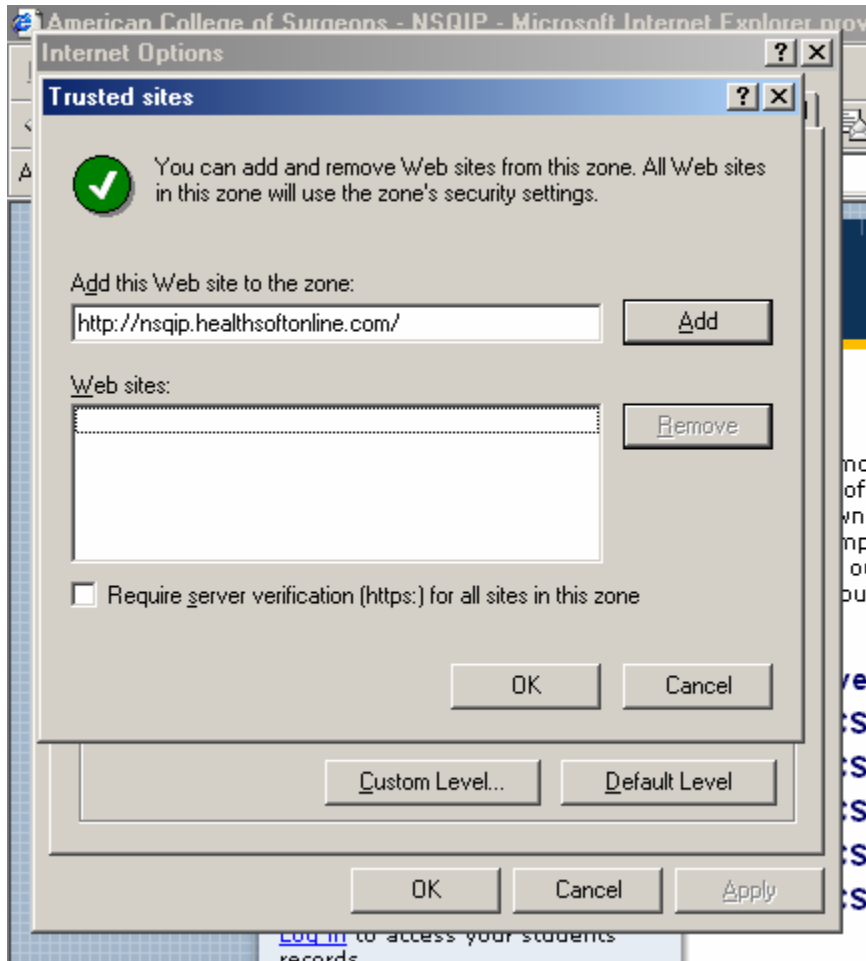 American College of Surgeons - NSQIP - Microsoft Internet Explorer prov
Internet Options
Trusted sites
You can add and remove Web sites from this zone. All Web sites
in this zone will use the zone's security settings.
Add this Web site to the zone:
http://nsqip.healthsoftonline.com/
Add
Web sites:
Remove
Require server verification (https:) for all sites in this zone
OK
Cancel
Custom Level...
Default Level
OK
Cancel
Apply
Log in to access your students
records